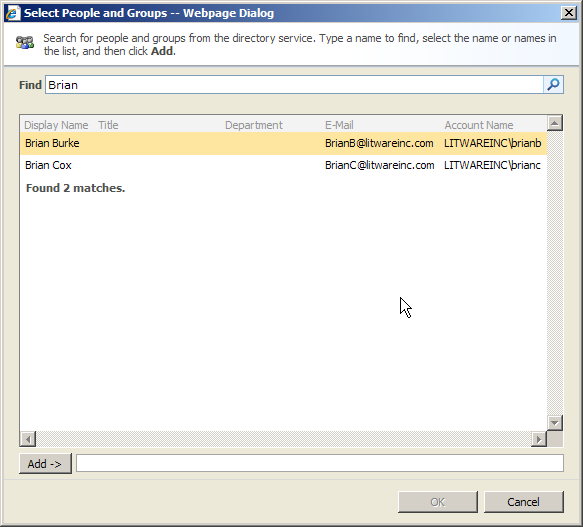 Select People and Groups -- Webpage Dialog
Search for people and groups from the directory service. Type a name to find, select the name or names in
the list, and then click Add.
Find Brian
Display Name Title Department E-Mail Account Name
Brian Burke BrianB@litwareinc.com LITWAREINC\brianb
Brian Cox BrianC@litwareinc.com LITWAREINC\brianc
Found 2 matches.
Add ->
OK Cancel